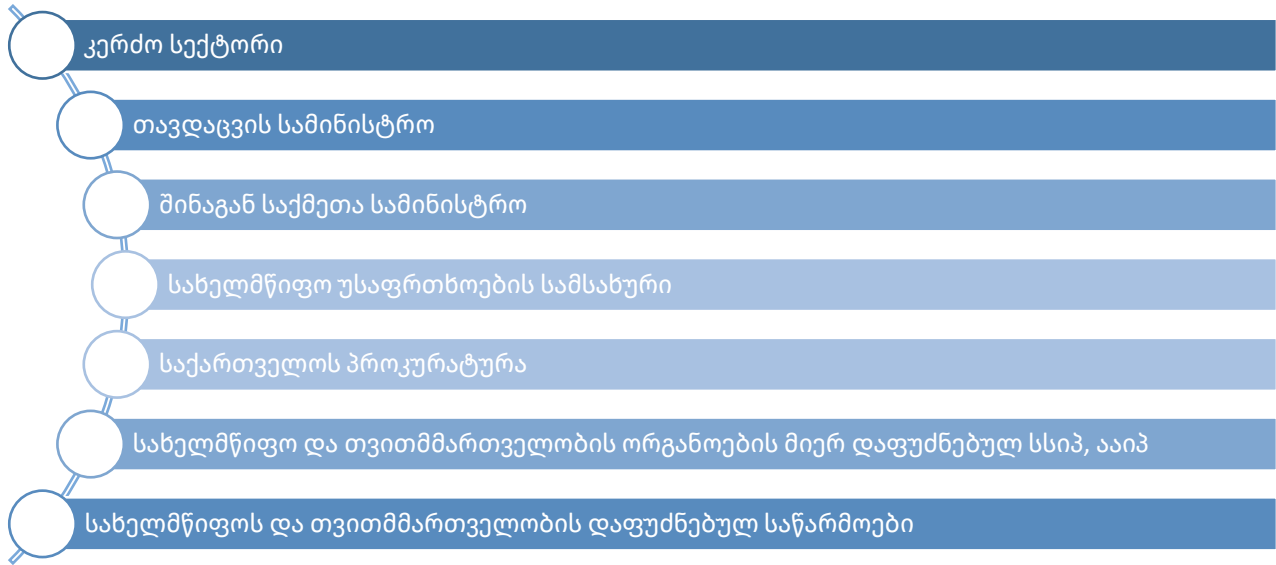 კერძო სექტორი
თავდაცვის სამინისტრო
შინაგან საქმეთა სამინისტრო
სახელმწიფო უსაფრთხოების სამსახური
საქართველოს პროკურატურა
სახელმწიფო და თვითმმართველობის ორგანოების მიერ დაფუძნებულ სსიპ, ააიპ
სახელმწიფოს და თვითმმართველობის დაფუძნებულ საწარმოები